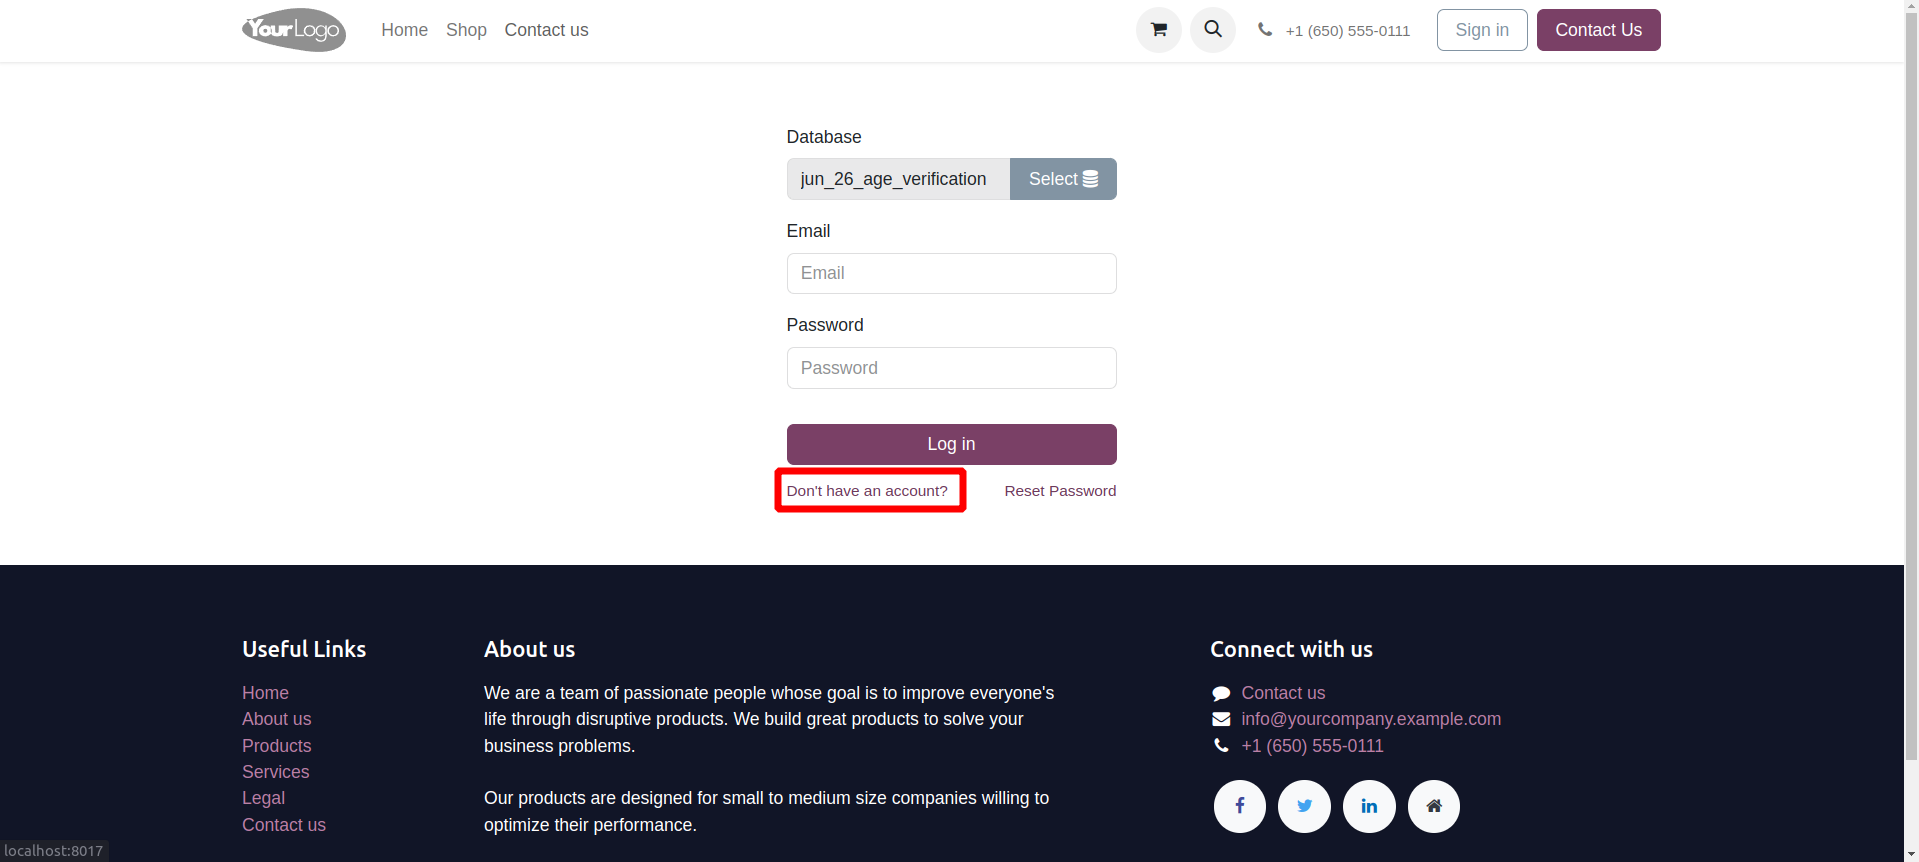 YourLogo
Home Shop Contact us
+1 (650) 555-0111
Sign in
Contact Us
Database
jun_26_age_verification
Select
Email
Email
Password
Password
Log in
Don't have an account?
Reset Password
Useful Links
Home
About us
Products
Services
Legal
Contact us
About us
We are a team of passionate people whose goal is to improve everyone's
life through disruptive products. We build great products to solve your
business problems.
Our products are designed for small to medium size companies willing to
optimize their performance.
Connect with us
Contact us
info@yourcompany.example.com
+1 (650) 555-0111
localhost:8017